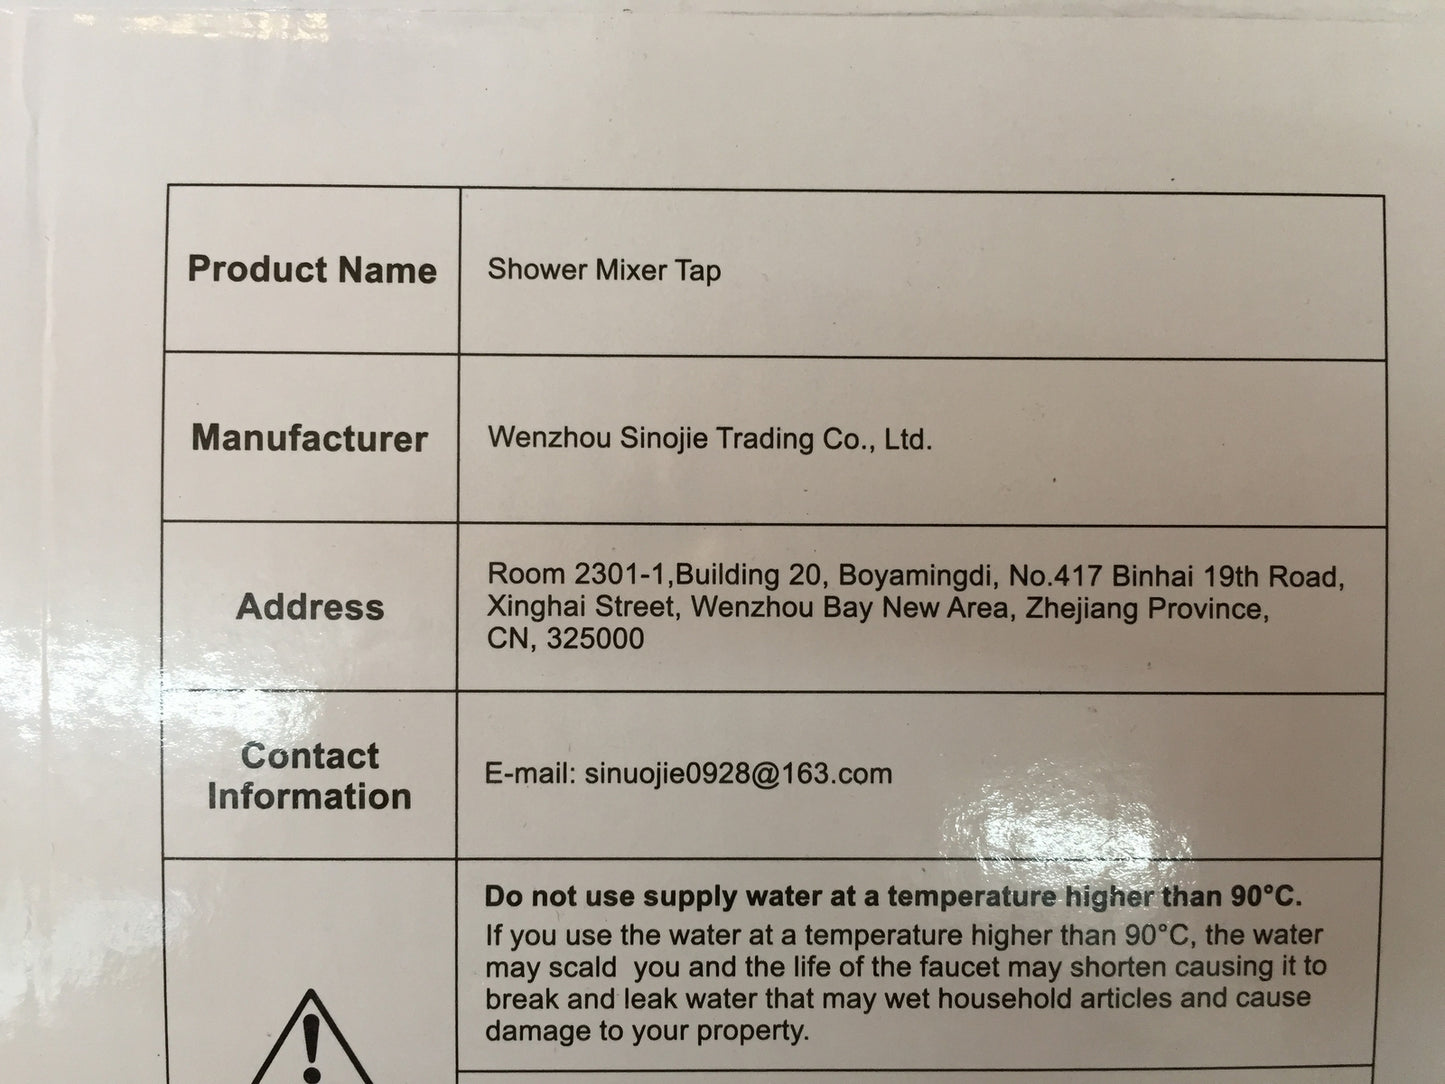 Product Name
Shower Mixer Tap
Manufacturer
Wenzhou Sinojie Trading Co., Ltd.
Address
Room 2301-1,Building 20, Boyamingdi, No.417 Binhai 19th Road,
Xinghai Street, Wenzhou Bay New Area, Zhejiang Province,
CN, 325000
Contact
Information
E-mail: sinuojie0928@163.com
Do not use supply water at a temperature higher than 90°C.
If you use the water at a temperature higher than 90°C, the water
may scald  you and the life of the faucet may shorten causing it to
break and leak water that may wet household articles and cause
damage to your property.